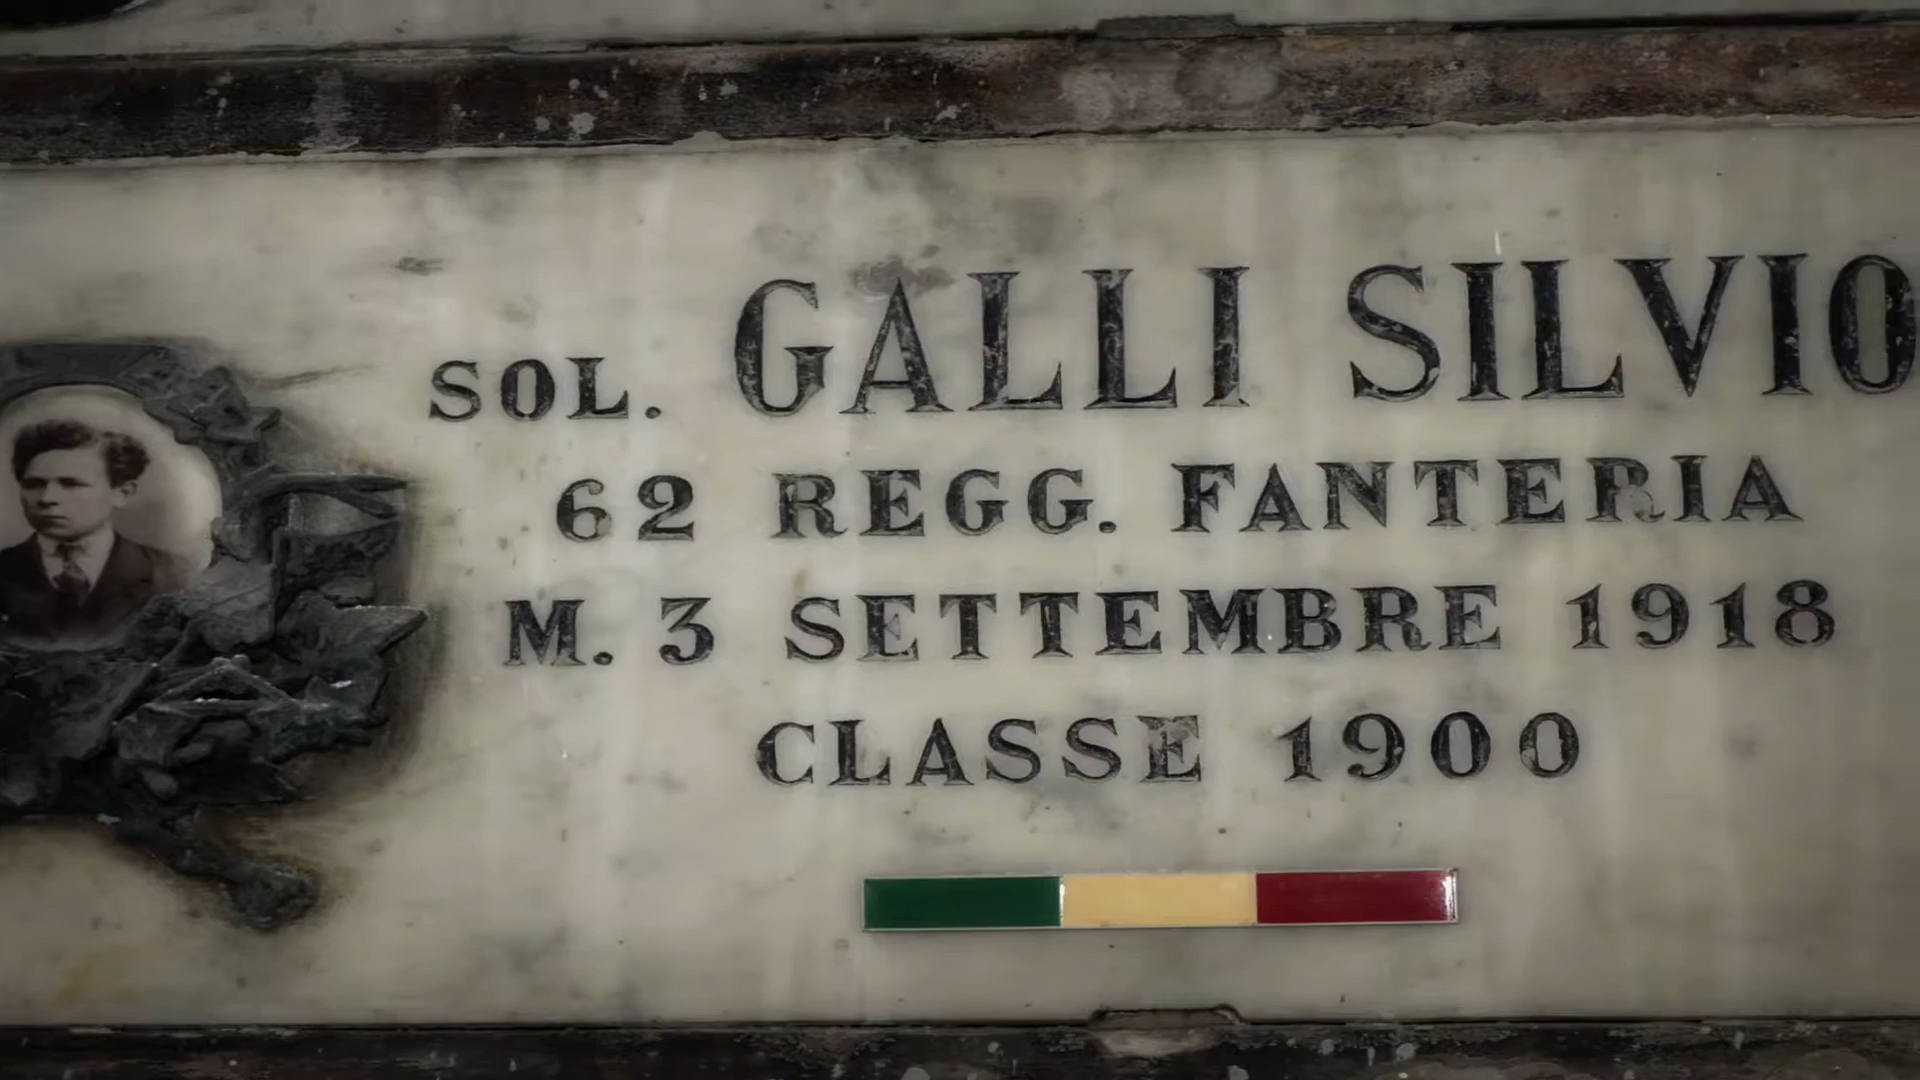 SOL. GALLI SILVIO
62 REGG. FANTERIA
M. 3 SETTEMBRE 1918
CLASSE 1900